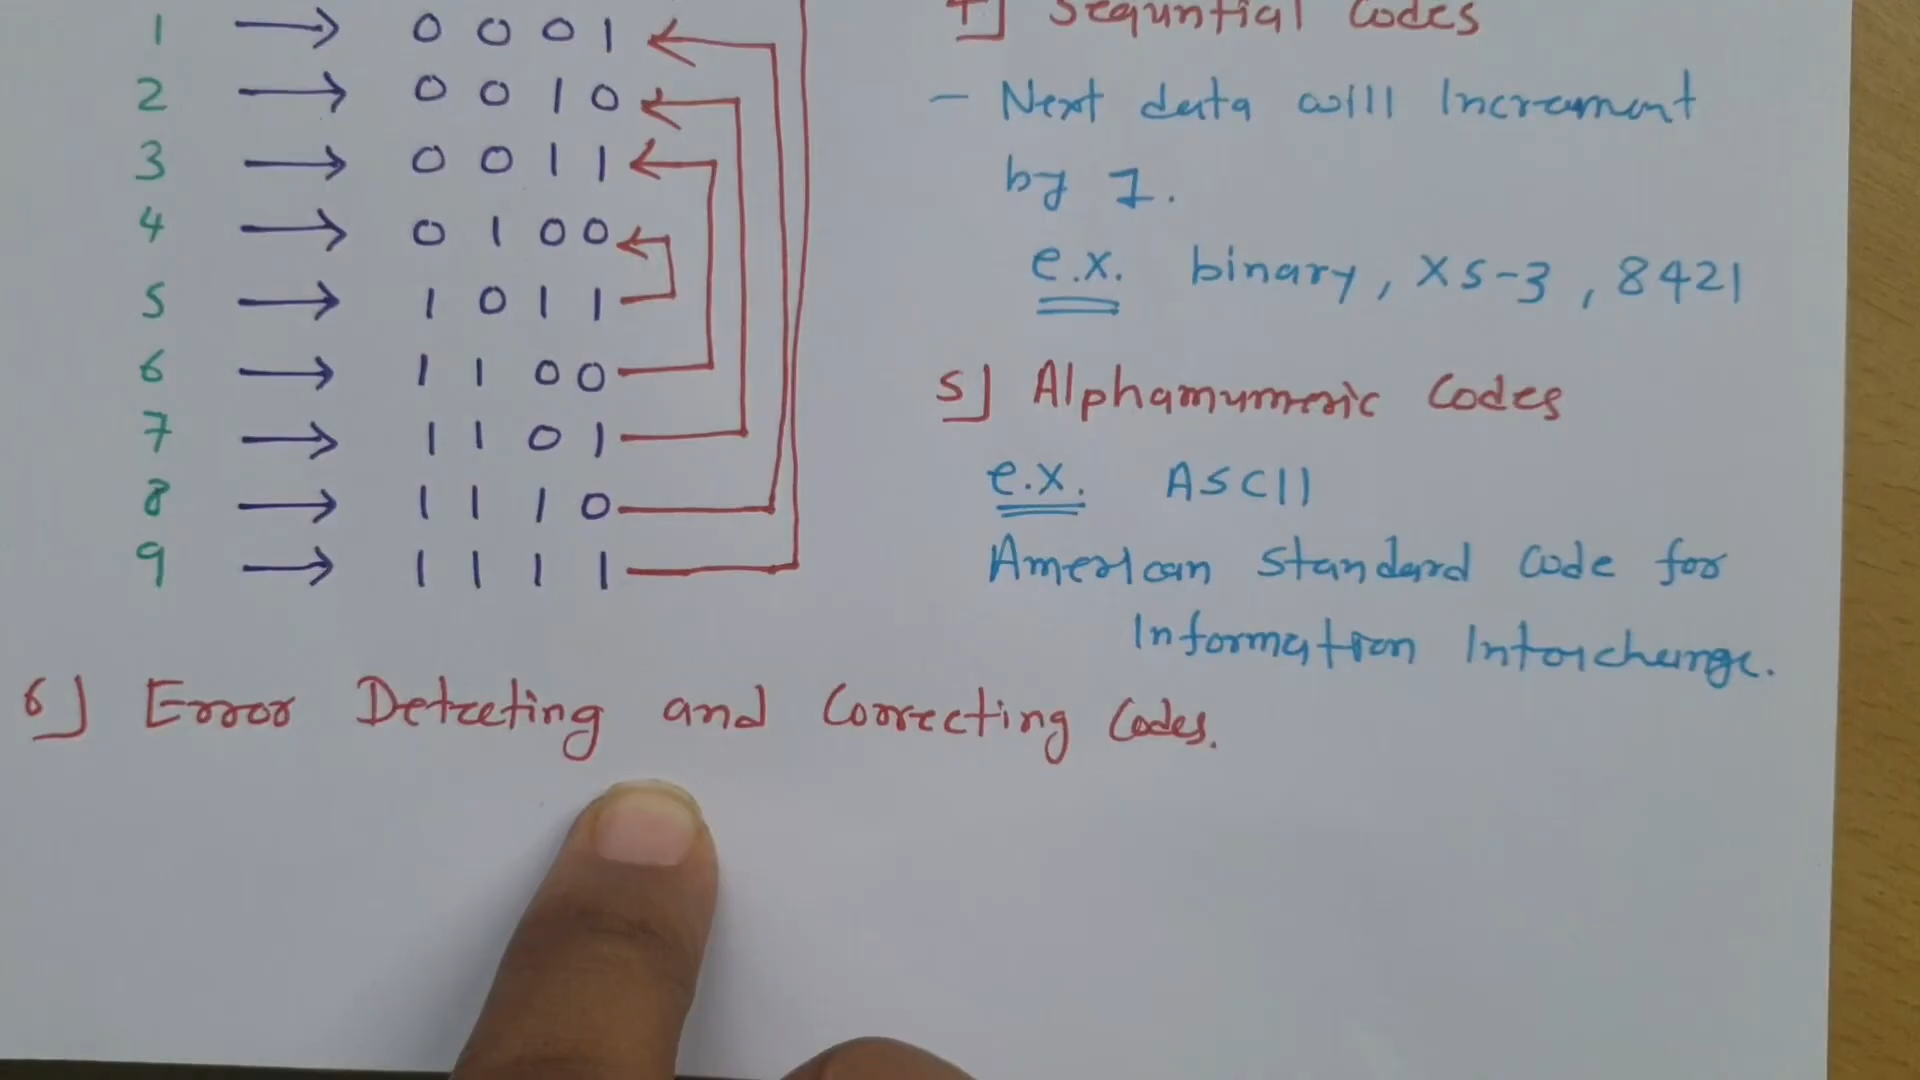 1 → 0 0 0 1
2 → 0 0 1 0
3 → 0 0 1 1
4 → 0 1 0 0
5 → 1 0 1 1
6 → 1 1 0 0
7 → 1 1 0 1
8 → 1 1 1 0
9 → 1 1 1 1
4] Sequntial Codes
- Next data will Increament
by 1.
e.x. binary, XS-3, 8421
5] Alphanumeric Codes
e.x. ASCII
American Standard Code for
Information Interchange.
6] Error Detecting and Correcting Codes.